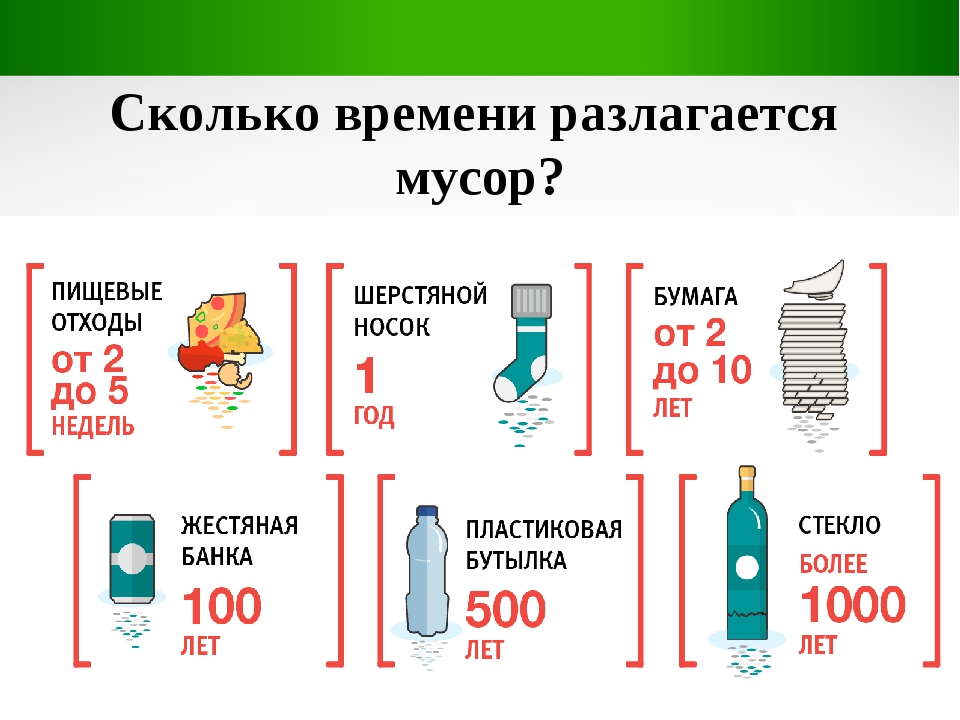 Сколько времени разлагается
мусор?
ПИЩЕВЫЕ
ОТХОДЫ
от 2
до 5
НЕДЕЛЬ
ШЕРСТЯНОЙ
НОСОК
1
ГОД
БУМАГА
от 2
до 10
ЛЕТ
ЖЕСТЯНАЯ
БАНКА
100
ЛЕТ
ПЛАСТИКОВАЯ
БУТЫЛКА
500
ЛЕТ
СТЕКЛО
БОЛЕЕ
1000
ЛЕТ